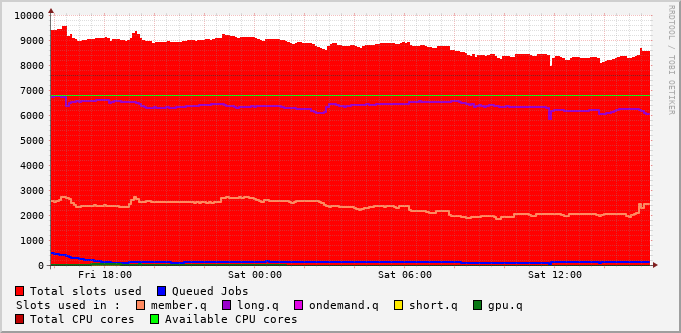 10000
9000
8000
7000
6000
5000
4000
3000
2000
1000
0
Fri 18:00 Sat 00:00 Sat 06:00 Sat 12:00
RRDTOOL / TOBI OETIKER
Total slots used Queued Jobs
Slots used in : member.q long.q ondemand.q short.q gpu.q
Total CPU cores Available CPU cores